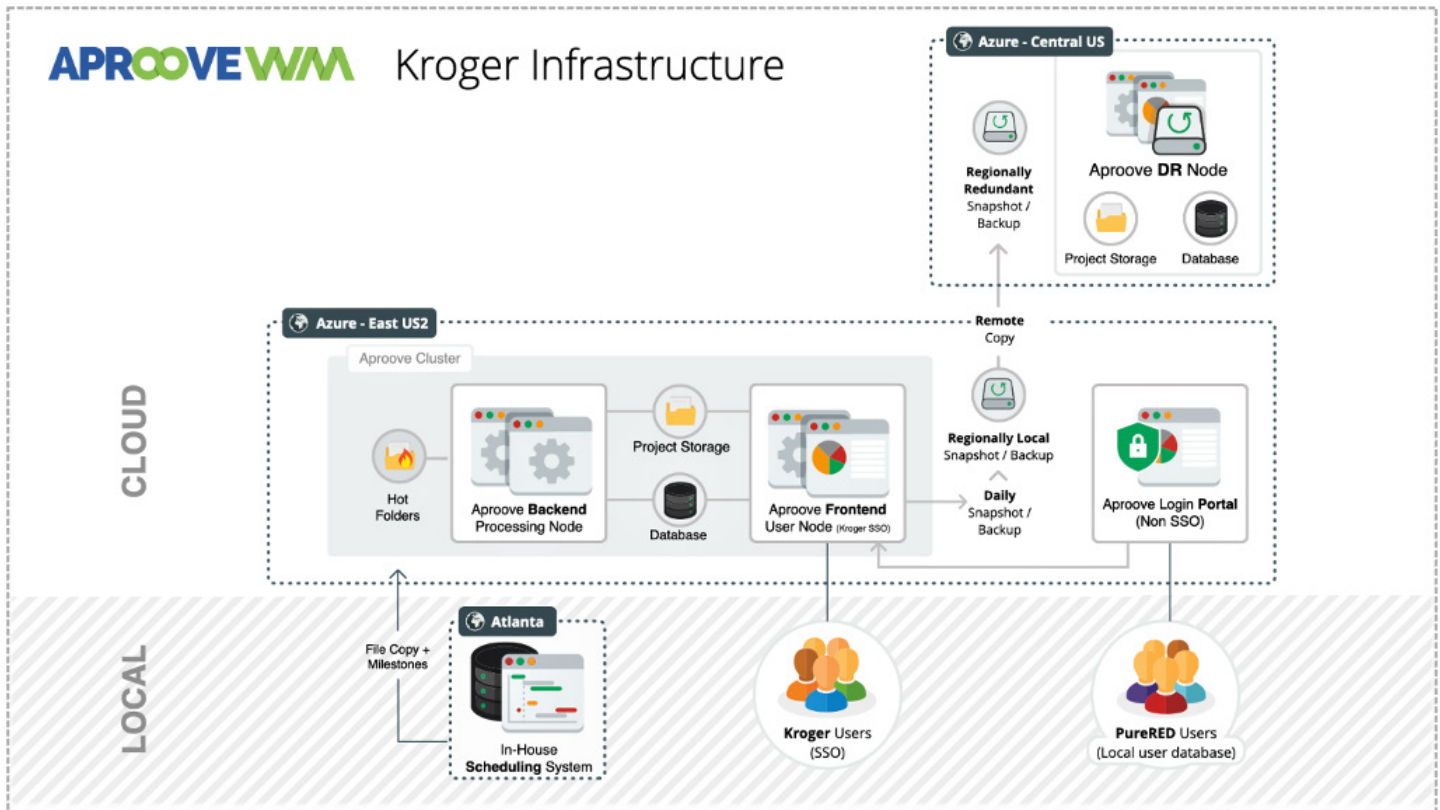 APROOVE WM
Kroger Infrastructure
Azure - Central US
Regionally
Redundant
Snapshot /
Backup
Aproove DR Node
Project Storage
Database
Remote
Copy
Azure - East US2
Aproove Cluster
CLOUD
Hot
Folders
Aproove Backend
Processing Node
Project Storage
Database
Aproove Frontend
User Node (Kroger SSO)
Regionally Local
Snapshot / Backup
Daily
Snapshot /
Backup
Aproove Login Portal
(Non SSO)
LOCAL
File Copy +
Milestones
Atlanta
In-House
Scheduling System
Kroger Users
(SSO)
PureRED Users
(Local user database)